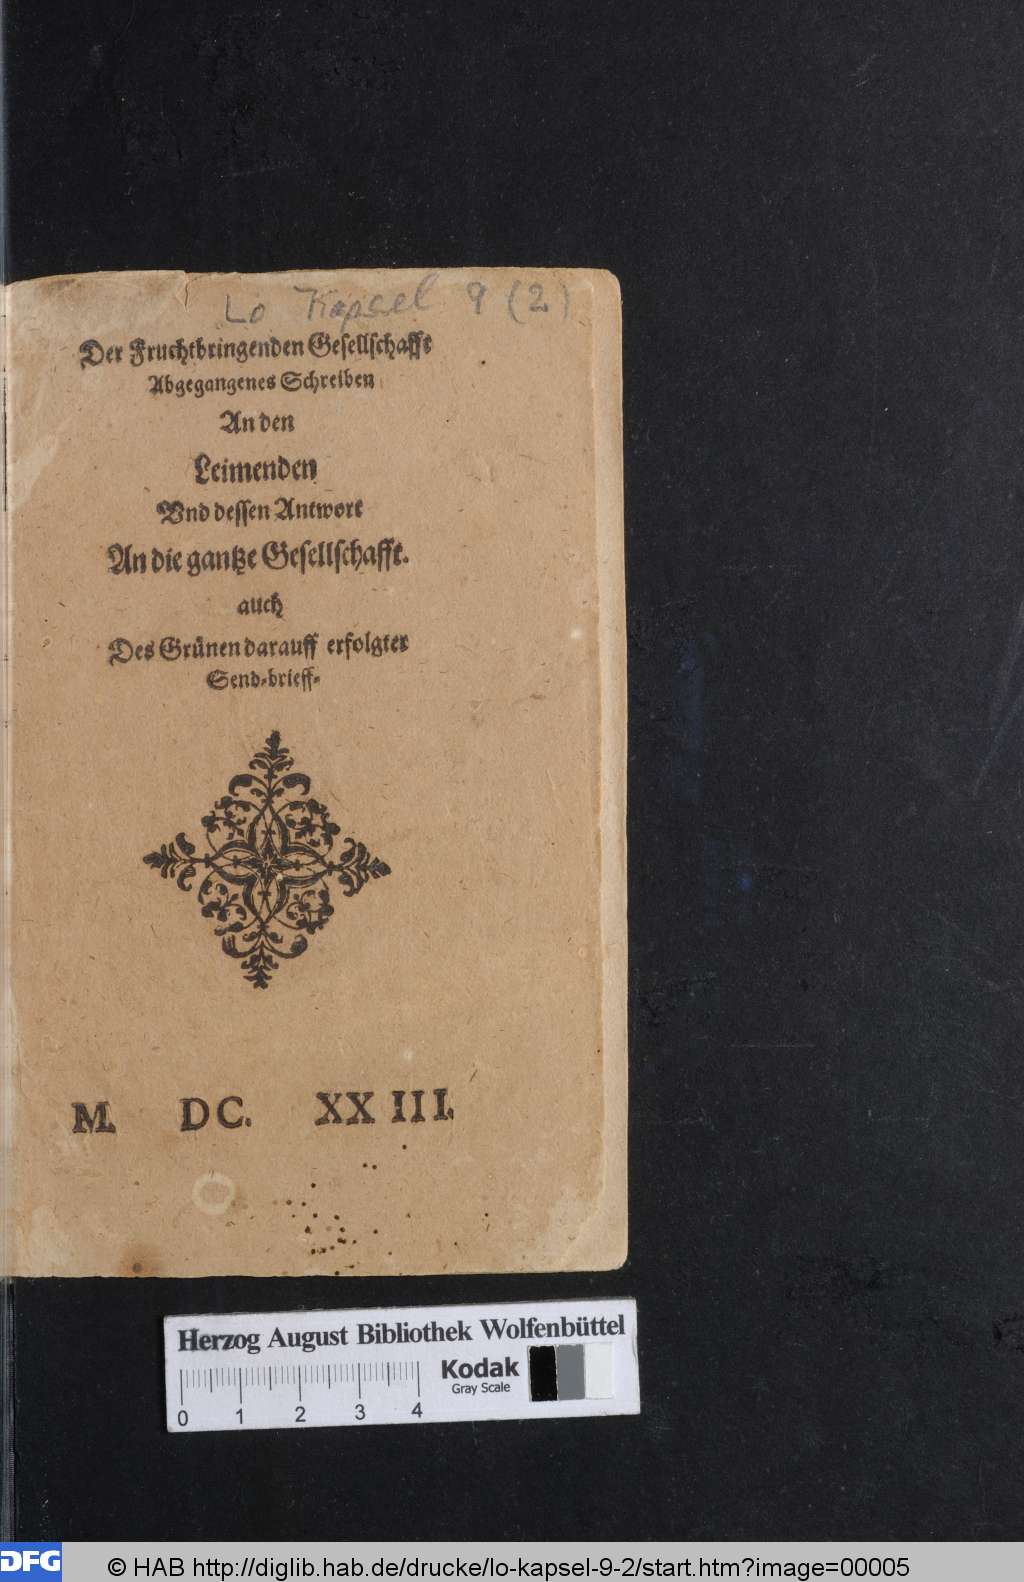 Lo Kapsel 9 (2)
Der Fruchtbringenden Gesellschafft
Abgegangenes Schreiben
An den
Leimenden
Vnd dessen Antwort
An die gantze Gesellschafft.
auch
Des Grünen darauff erfolgter
Send-brieff-
M. DC. XXIII.
Herzog August Bibliothek Wolfenbüttel
Kodak
Gray Scale
0 1 2 3 4
DFG
© HAB http://diglib.hab.de/drucke/lo-kapsel-9-2/start.htm?image=00005